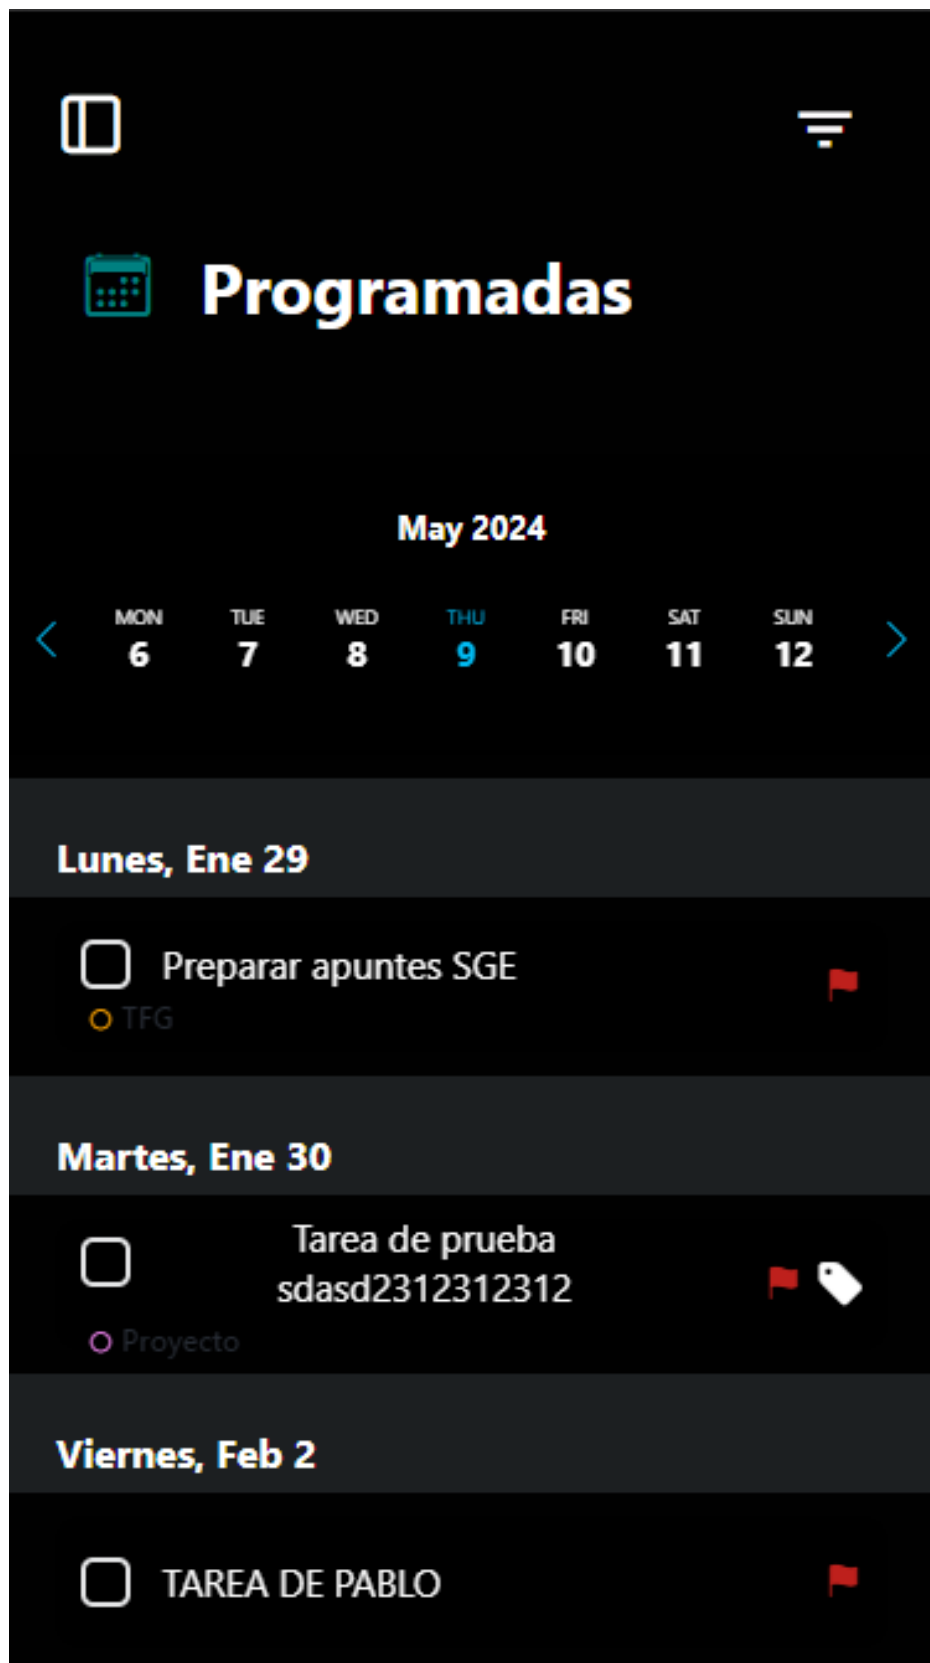 Programadas
May 2024
MON TUE WED THU FRI SAT SUN
6 7 8 9 10 11 12
Lunes, Ene 29
Preparar apuntes SGE
TFG
Martes, Ene 30
Tarea de prueba
sdasd2312312312
Proyecto
Viernes, Feb 2
TAREA DE PABLO